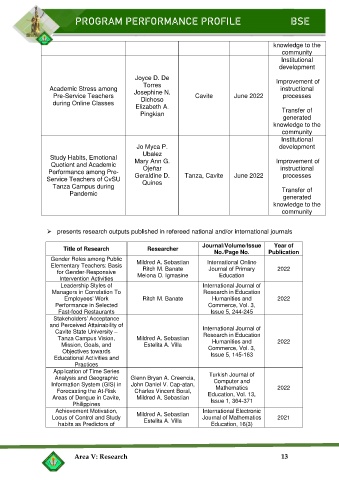 PROGRAM PERFORMANCE PROFILE BSE
knowledge to the
community
Academic Stress among
Pre-Service Teachers
during Online Classes
Joyce D. De
Torres
Josephine N.
Dichoso
Elizabeth A.
Pingkian
Cavite
June 2022
Institutional
development
Improvement of
instructional
processes
Transfer of
generated
knowledge to the
community
Study Habits, Emotional
Quotient and Academic
Performance among Pre-
Service Teachers of CvSU
Tanza Campus during
Pandemic
Jo Myca P.
Ubalez
Mary Ann G.
Ojeñar
Geraldine D.
Quines
Tanza, Cavite
June 2022
Institutional
development
Improvement of
instructional
processes
Transfer of
generated
knowledge to the
community
➢ presents research outputs published in refereed national and/or international journals
Title of Research
Researcher
Journal/Volume/Issue
No./Page No.
Year of
Publication
Gender Roles among Public
Elementary Teachers: Basis
for Gender-Responsive
Intervention Activities
Mildred A. Sebastian
Ritch M. Banate
Melona O. Igmasine
International Online
Journal of Primary
Education
2022
Leadership Styles of
Managers in Correlation To
Employees' Work
Performance in Selected
Fast-food Restaurants
Ritch M. Banate
International Journal of
Research in Education
Humanities and
Commerce, Vol. 3,
Issue 5, 244-245
2022
Stakeholders' Acceptance
and Perceived Attainability of
Cavite State University –
Tanza Campus Vision,
Mission, Goals, and
Objectives towards
Educational Activities and
Practices
Mildred A. Sebastian
Estelita A. Villa
International Journal of
Research in Education
Humanities and
Commerce, Vol. 3,
Issue 5, 145-163
2022
Application of Time Series
Analysis and Geographic
Information System (GIS) in
Forecasting the At-Risk
Areas of Dengue in Cavite,
Philippines
Glenn Bryan A. Creencia,
John Daniel V. Cap-atan,
Charles Vincent Boral,
Mildred A. Sebastian
Turkish Journal of
Computer and
Mathematics
Education, Vol. 13,
Issue 1, 364-371
2022
Achievement Motivation,
Locus of Control and Study
habits as Predictors of
Mildred A. Sebastian
Estelita A. Villa
International Electronic
Journal of Mathematics
Education, 16(3)
2021
Area V: Research 13